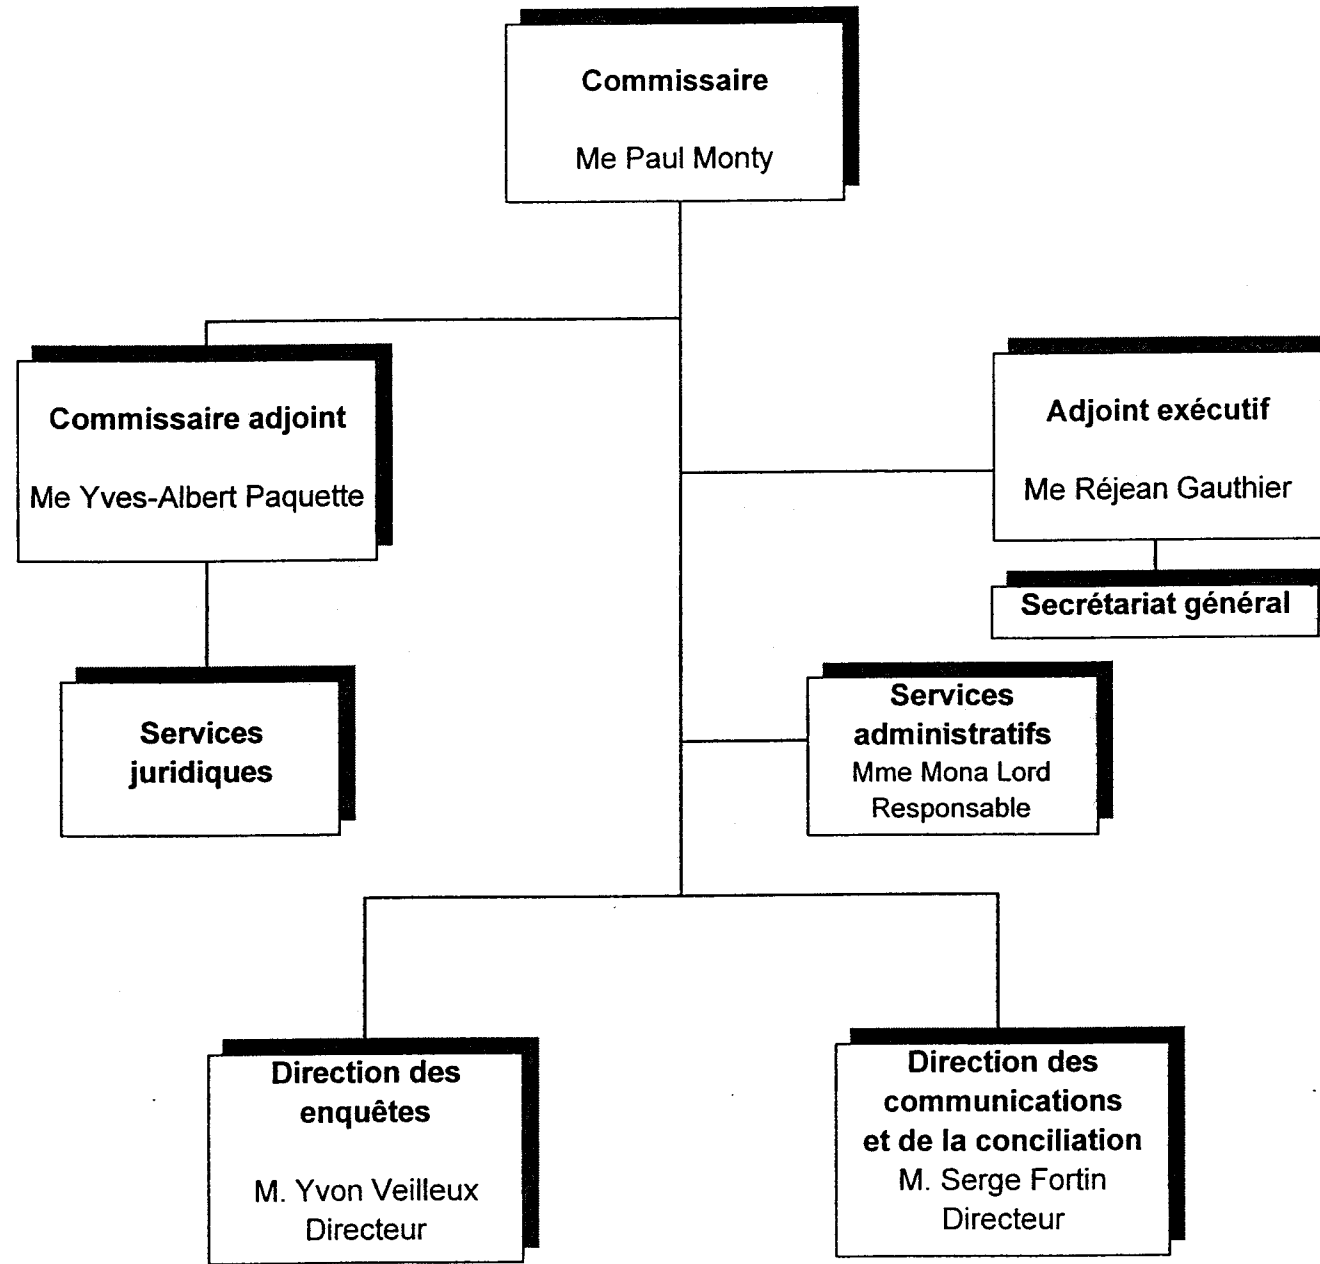 Commissaire
Me Paul Monty
Commissaire adjoint
Me Yves-Albert Paquette
Adjoint exécutif
Me Réjean Gauthier
Secrétariat général
Services
juridiques
Services
administratifs
Mme Mona Lord
Responsable
Direction des
enquêtes
M. Yvon Veilleux
Directeur
Direction des
communications
et de la conciliation
M. Serge Fortin
Directeur